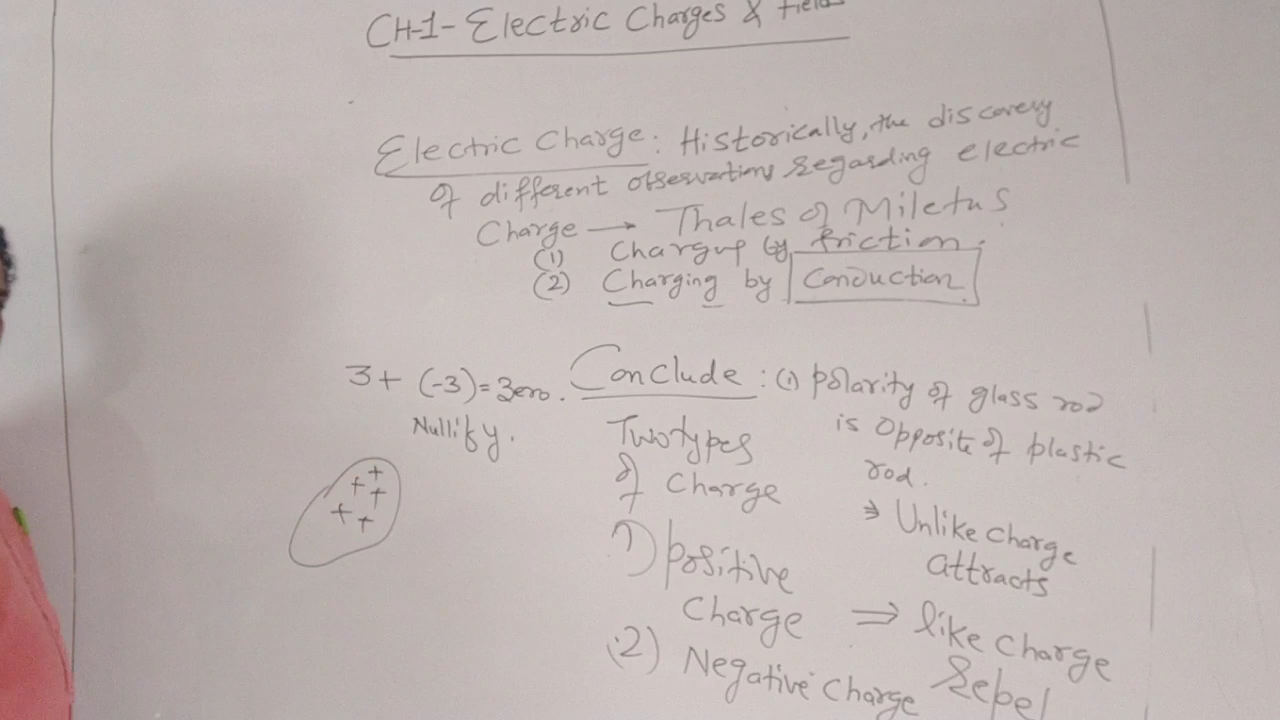 CH-1- Electric Charges & Field
Electric Charge: Historically, the discovery
of different observations regarding electric
Charge → Thales of Miletus
(1) Chargup by friction.
(2) Charging by Conduction.
3+ (-3)=Zero.
Nullify.
+ +
+
+ +
Conclude: (1) Polarity of glass rod
is Opposite of plastic
rod.
⇒ Unlike charge
attracts
⇒ like charge
Repel
Two types
of Charge
1) Positive
Charge
(2) Negative charge